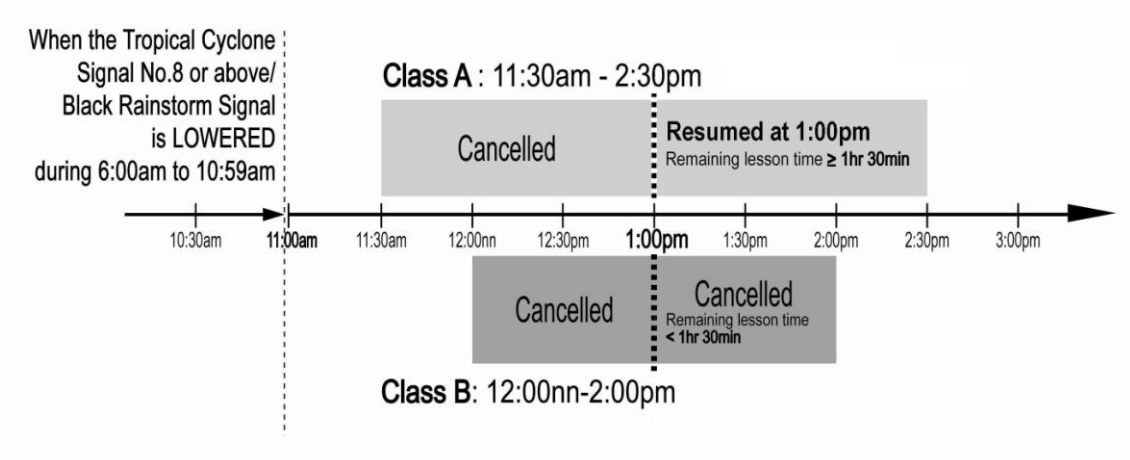 When the Tropical Cyclone
Signal No.8 or above/
Black Rainstorm Signal
is LOWERED
during 6:00am to 10:59am
Class A : 11:30am - 2:30pm
Cancelled
Resumed at 1:00pm
Remaining lesson time ≥ 1hr 30min
10:30am 11:00am 11:30am 12:00nn 12:30pm 1:00pm 1:30pm 2:00pm 2:30pm 3:00pm
Cancelled
Cancelled
Remaining lesson time
< 1hr 30min
Class B: 12:00nn-2:00pm